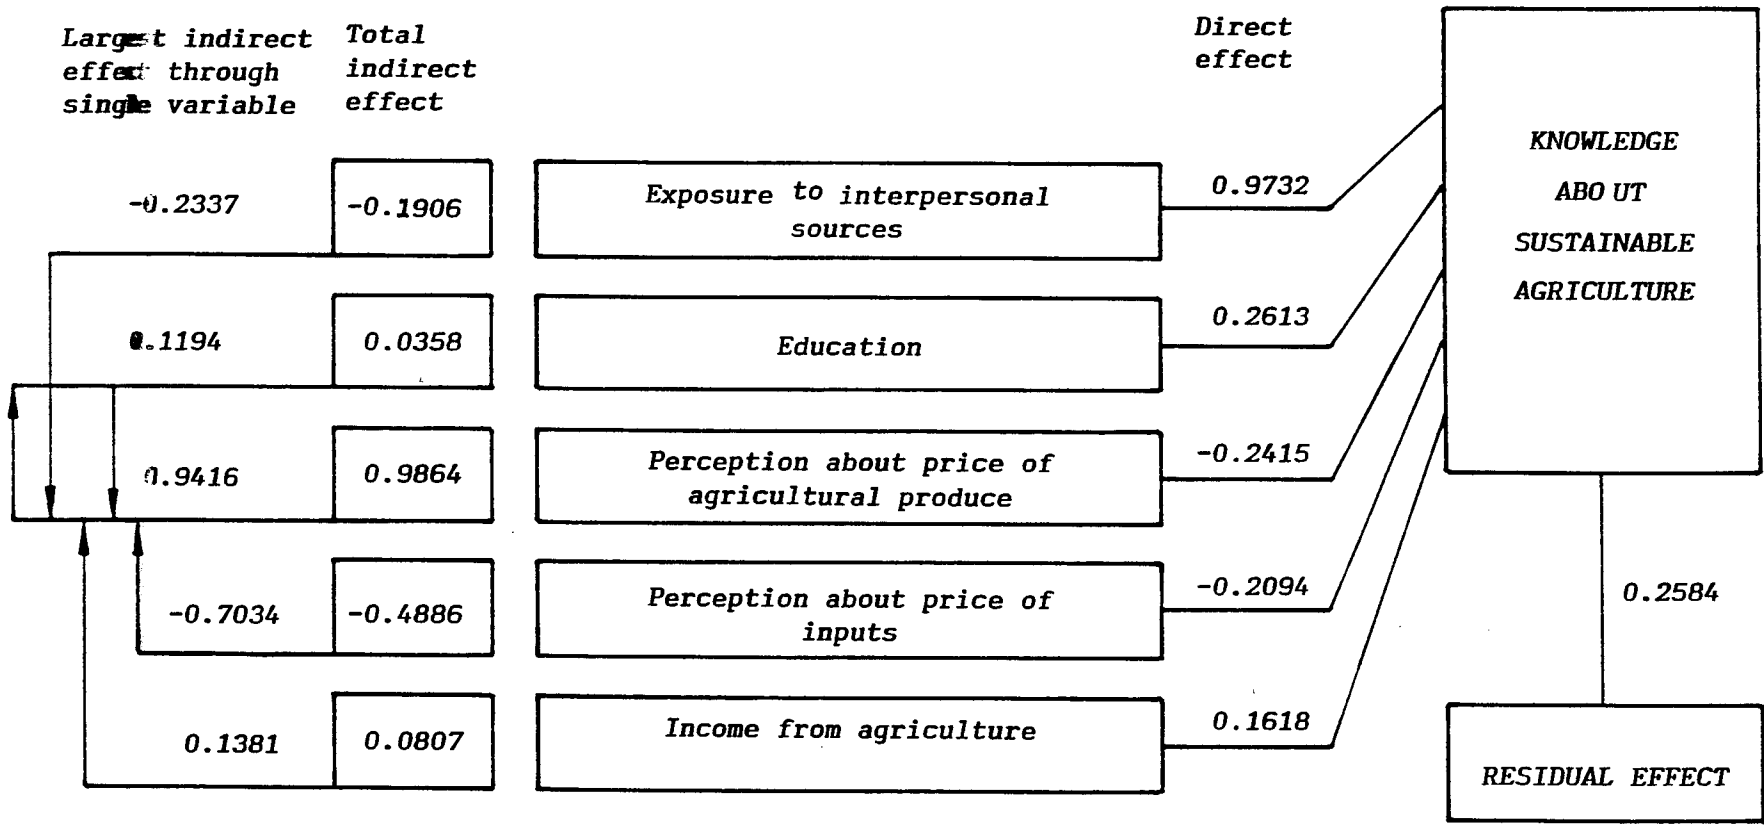 Largest indirect
effect through
single variable
Total
indirect
effect
Direct
effect
-0.2337
-0.1906
Exposure to interpersonal
sources
0.9732
0.1194
0.0358
Education
0.2613
0.9416
0.9864
Perception about price of
agricultural produce
-0.2415
-0.7034
-0.4886
Perception about price of
inputs
-0.2094
0.1381
0.0807
Income from agriculture
0.1618
KNOWLEDGE
ABO UT
SUSTAINABLE
AGRICULTURE
0.2584
RESIDUAL EFFECT